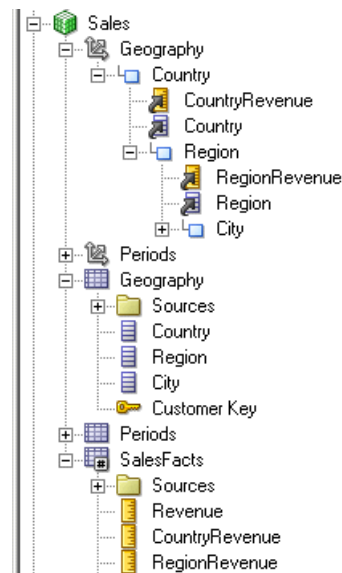 Sales
Geography
Country
CountryRevenue
Country
Region
RegionRevenue
Region
City
Periods
Geography
Sources
Country
Region
City
Customer Key
Periods
SalesFacts
Sources
Revenue
CountryRevenue
RegionRevenue